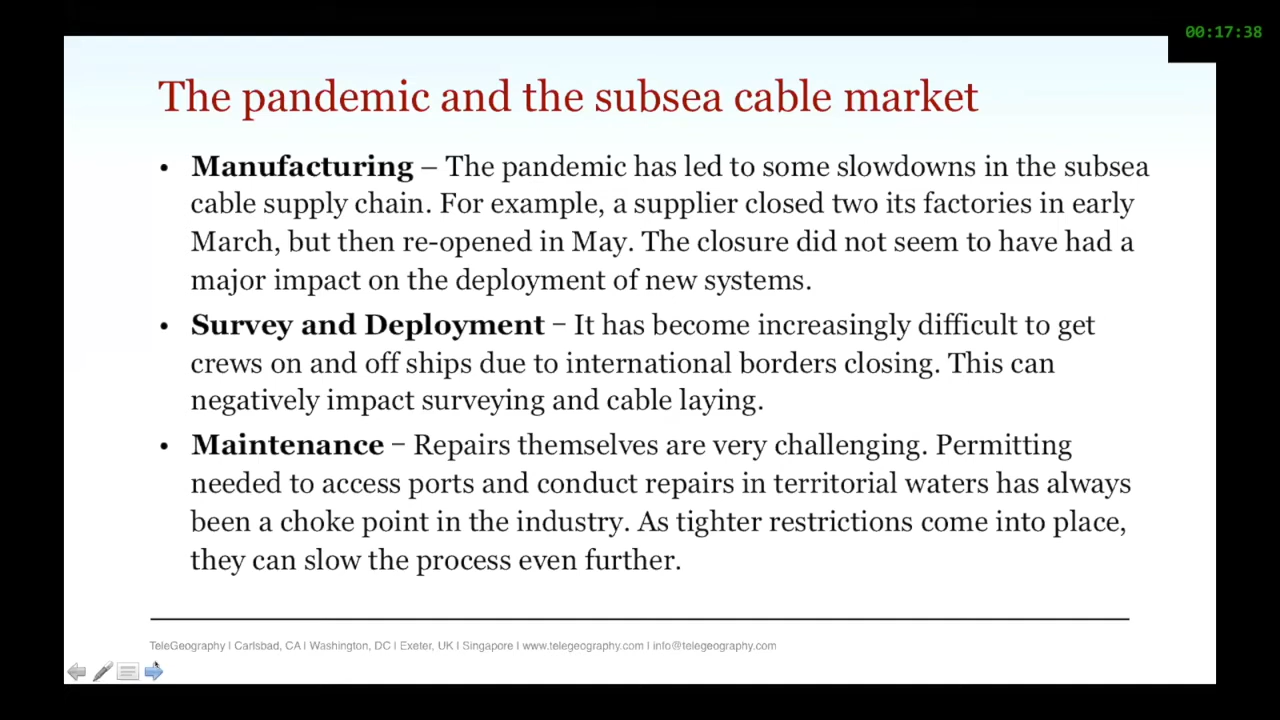 00:17:38
The pandemic and the subsea cable market
• Manufacturing – The pandemic has led to some slowdowns in the subsea
cable supply chain. For example, a supplier closed two its factories in early
March, but then re-opened in May. The closure did not seem to have had a
major impact on the deployment of new systems.
• Survey and Deployment – It has become increasingly difficult to get
crews on and off ships due to international borders closing. This can
negatively impact surveying and cable laying.
• Maintenance – Repairs themselves are very challenging. Permitting
needed to access ports and conduct repairs in territorial waters has always
been a choke point in the industry. As tighter restrictions come into place,
they can slow the process even further.
TeleGeography | Carlsbad, CA | Washington, DC | Exeter, UK | Singapore | www.telegeography.com | info@telegeography.com